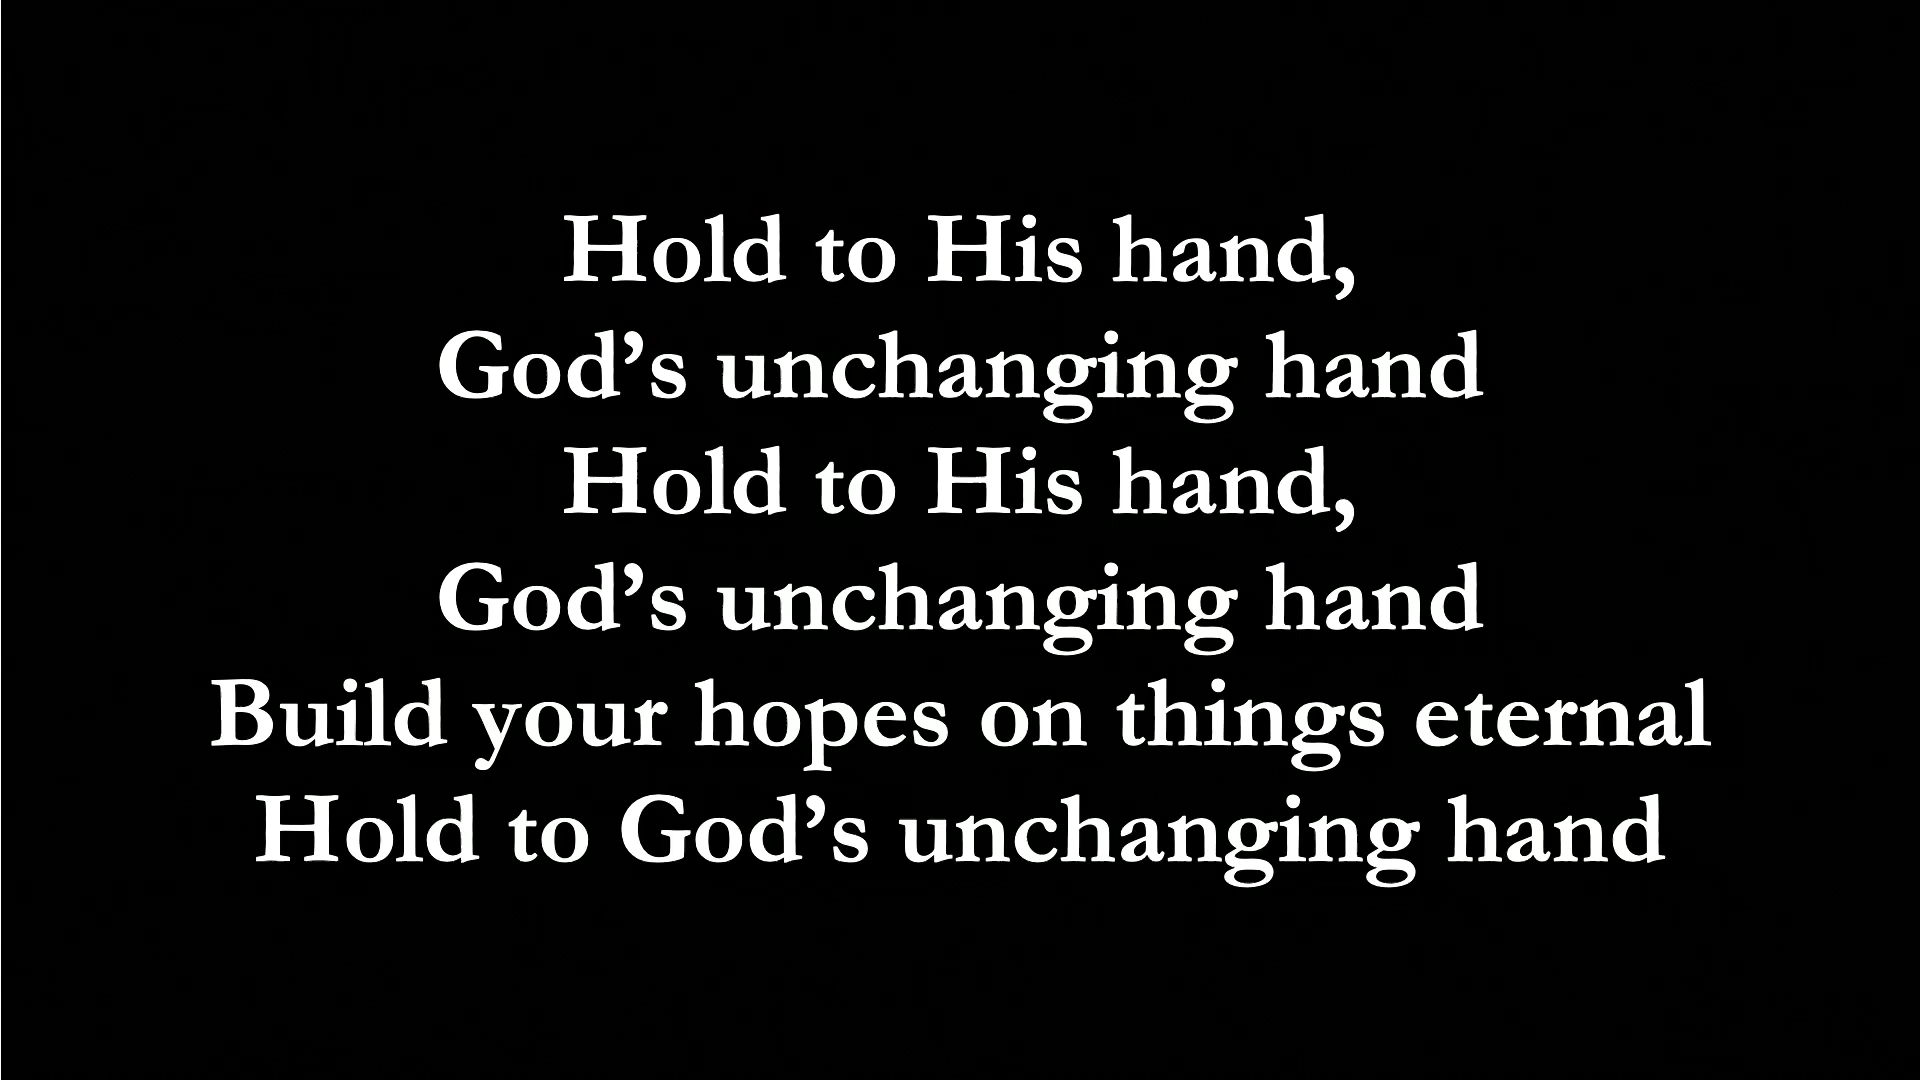 Hold to His hand,
God’s unchanging hand
Hold to His hand,
God’s unchanging hand
Build your hopes on things eternal
Hold to God’s unchanging hand